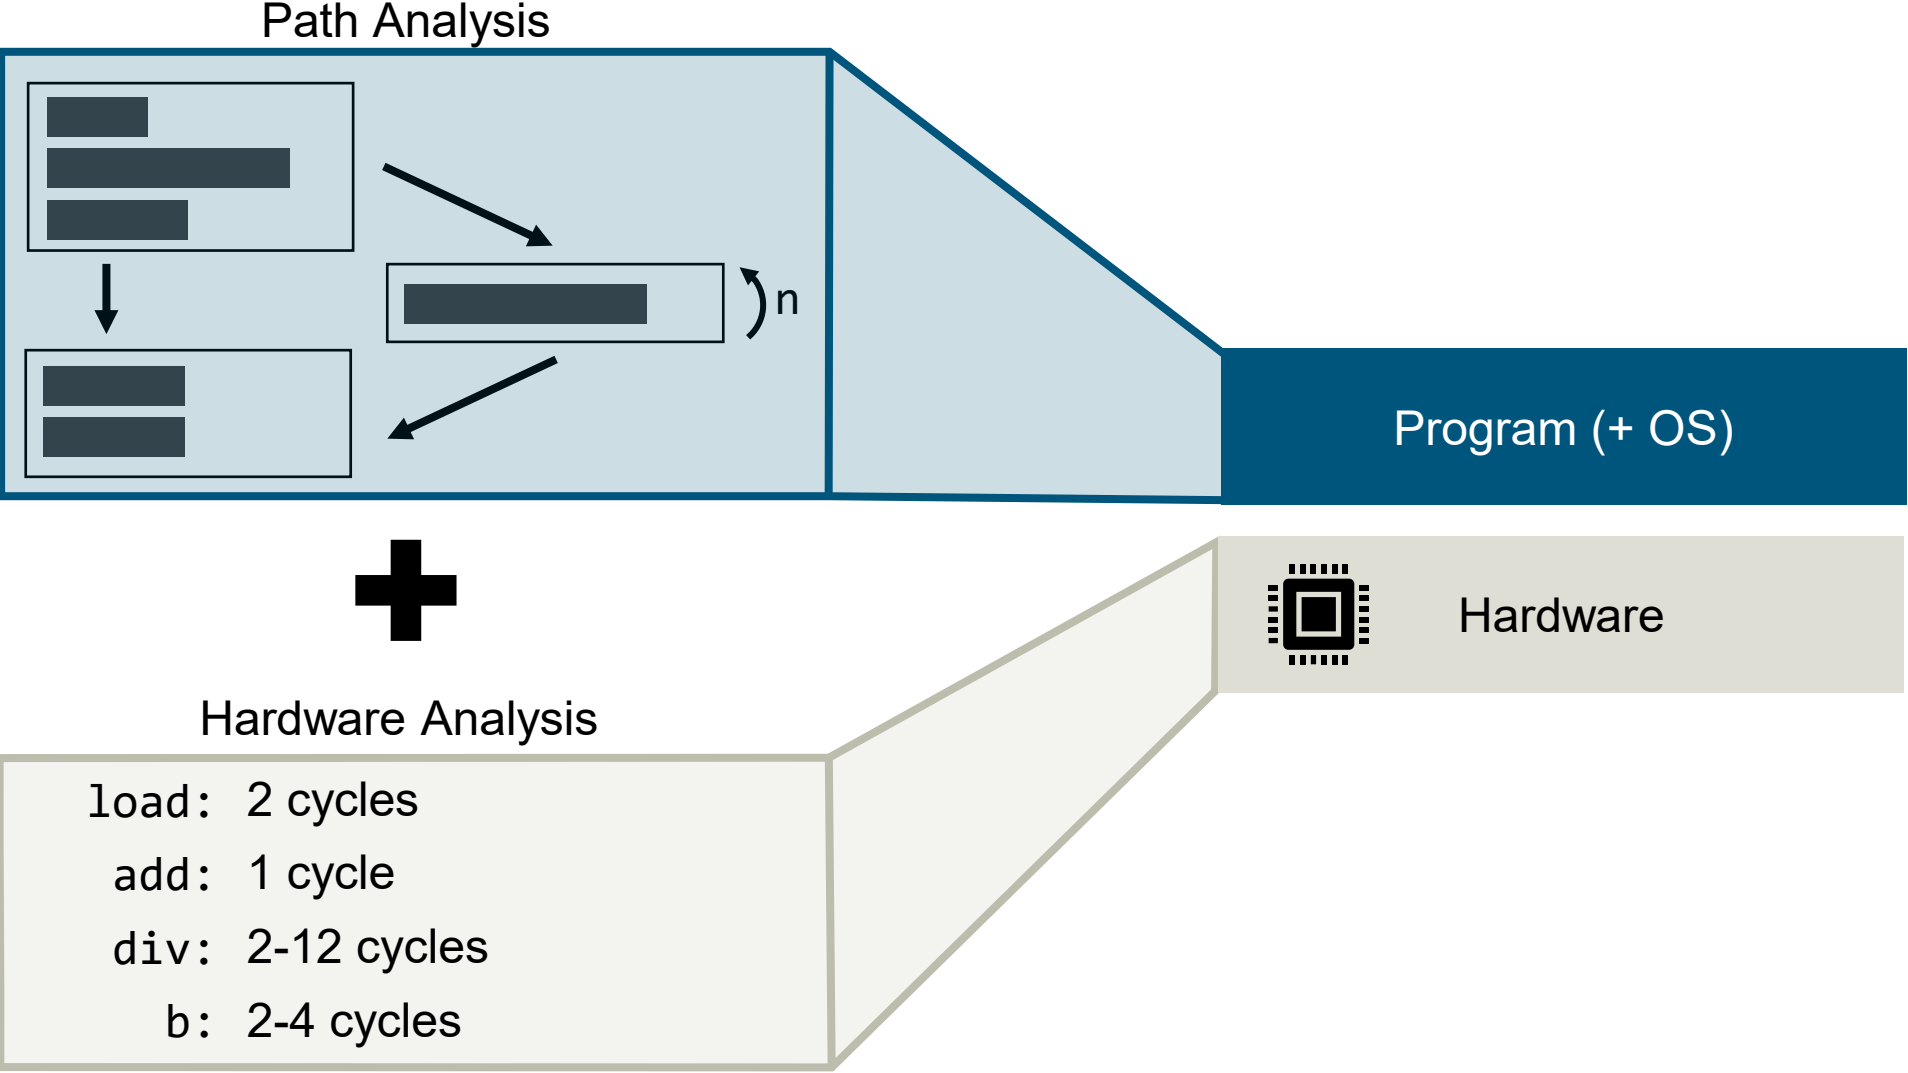 Path Analysis
n
Program (+ OS)
Hardware
Hardware Analysis
load: 2 cycles
add: 1 cycle
div: 2-12 cycles
b: 2-4 cycles